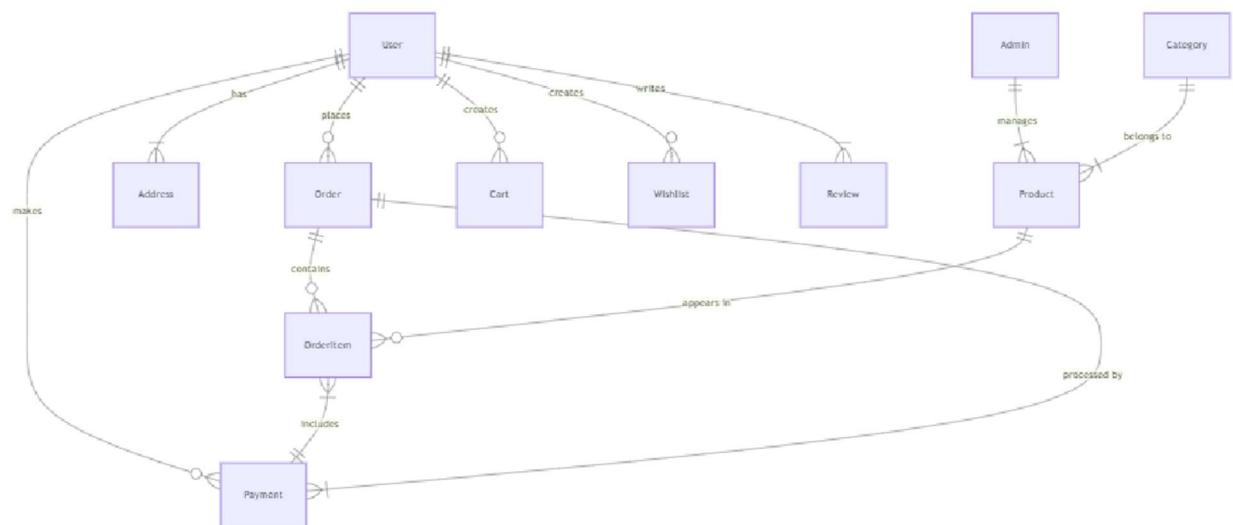 User
Admin
Category
has
places
creates
creates
writes
manages
belongs to
Address
Order
Cart
Wishlist
Review
Product
makes
contains
appears in
OrderItem
processed by
includes
Payment